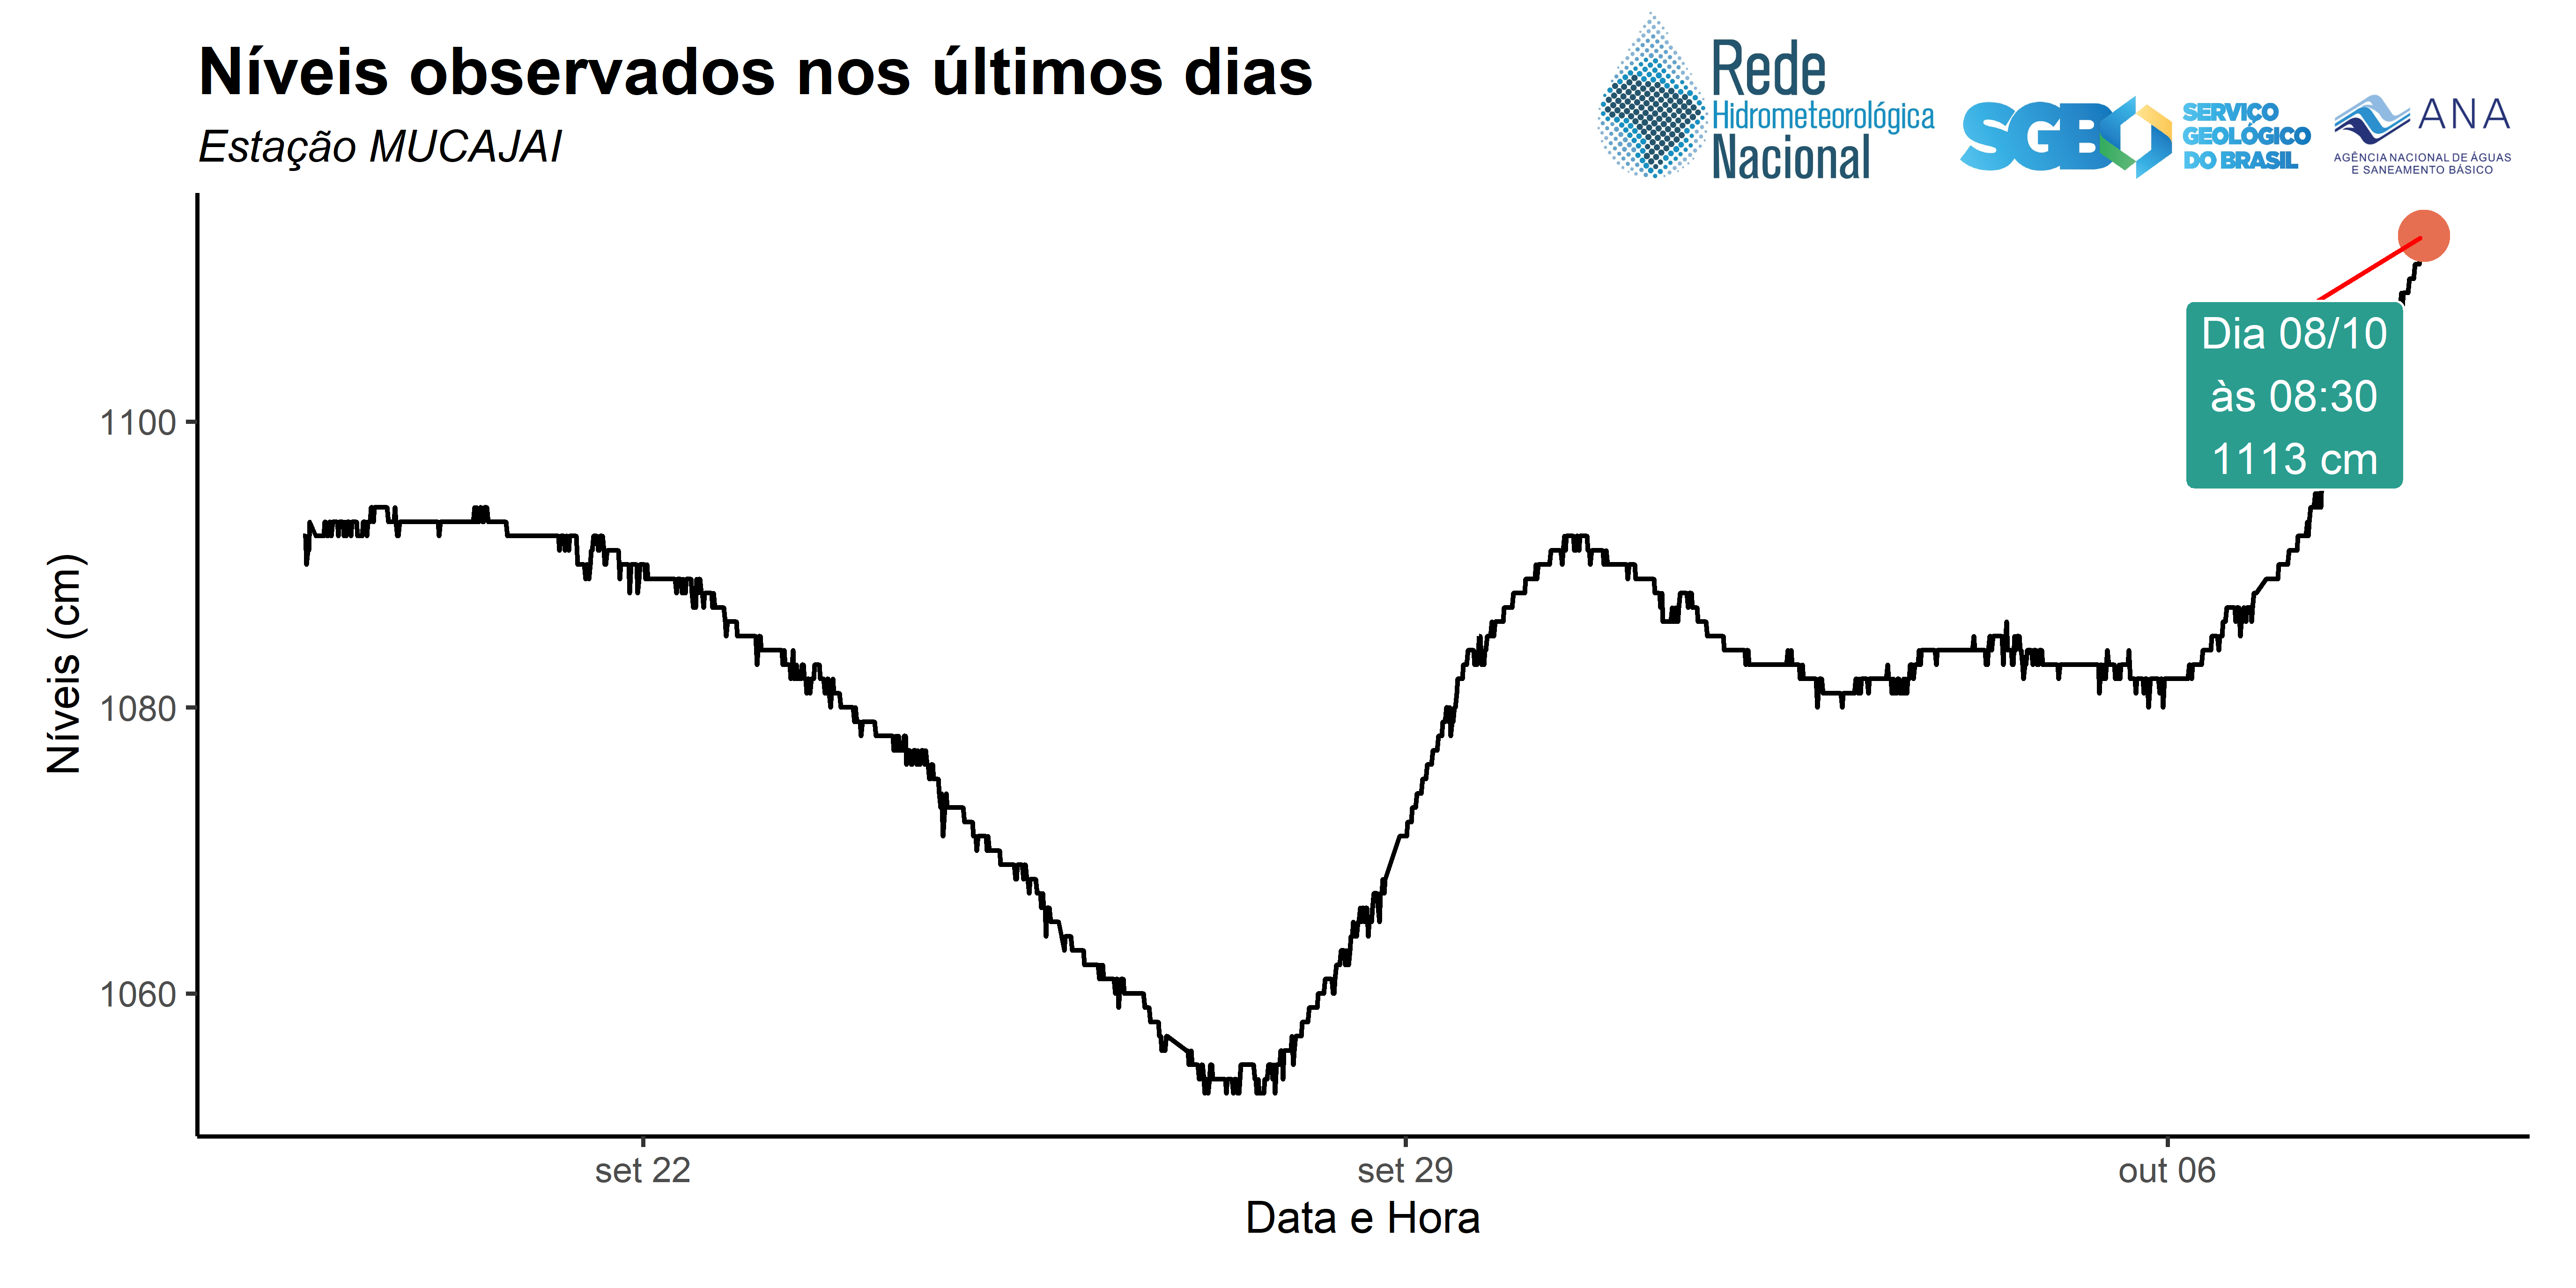 Níveis observados nos últimos dias
Estação MUCAJAI
Rede
Hidrometeorológica
Nacional
SGB
SERVIÇO
GEOLÓGICO
DO BRASIL
ANA
AGÊNCIA NACIONAL DE ÁGUAS
E SANEAMENTO BÁSICO
Dia 08/10
às 08:30
1113 cm
Níveis (cm)
1100
1080
1060
set 22
set 29
out 06
Data e Hora